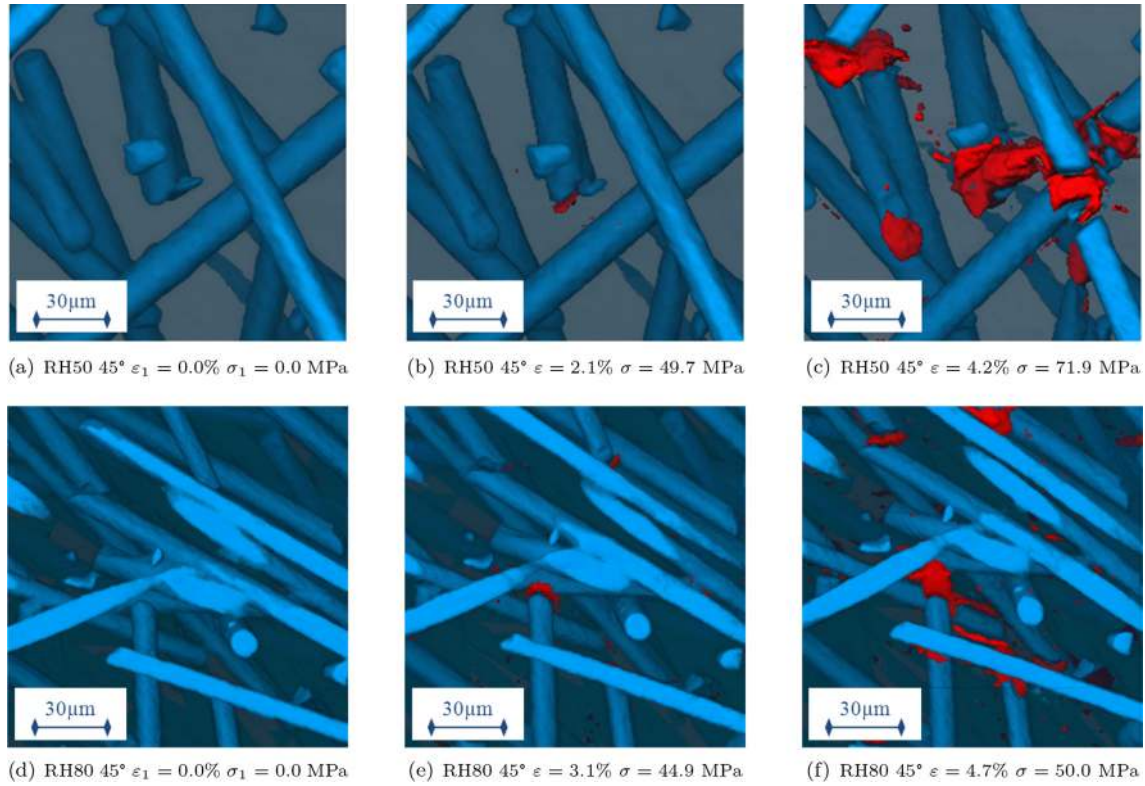 30µm
30µm
30µm
(a) RH50 45° ε₁ = 0.0% σ₁ = 0.0 MPa
(b) RH50 45° ε = 2.1% σ = 49.7 MPa
(c) RH50 45° ε = 4.2% σ = 71.9 MPa
30µm
30µm
30µm
(d) RH80 45° ε₁ = 0.0% σ₁ = 0.0 MPa
(e) RH80 45° ε = 3.1% σ = 44.9 MPa
(f) RH80 45° ε = 4.7% σ = 50.0 MPa